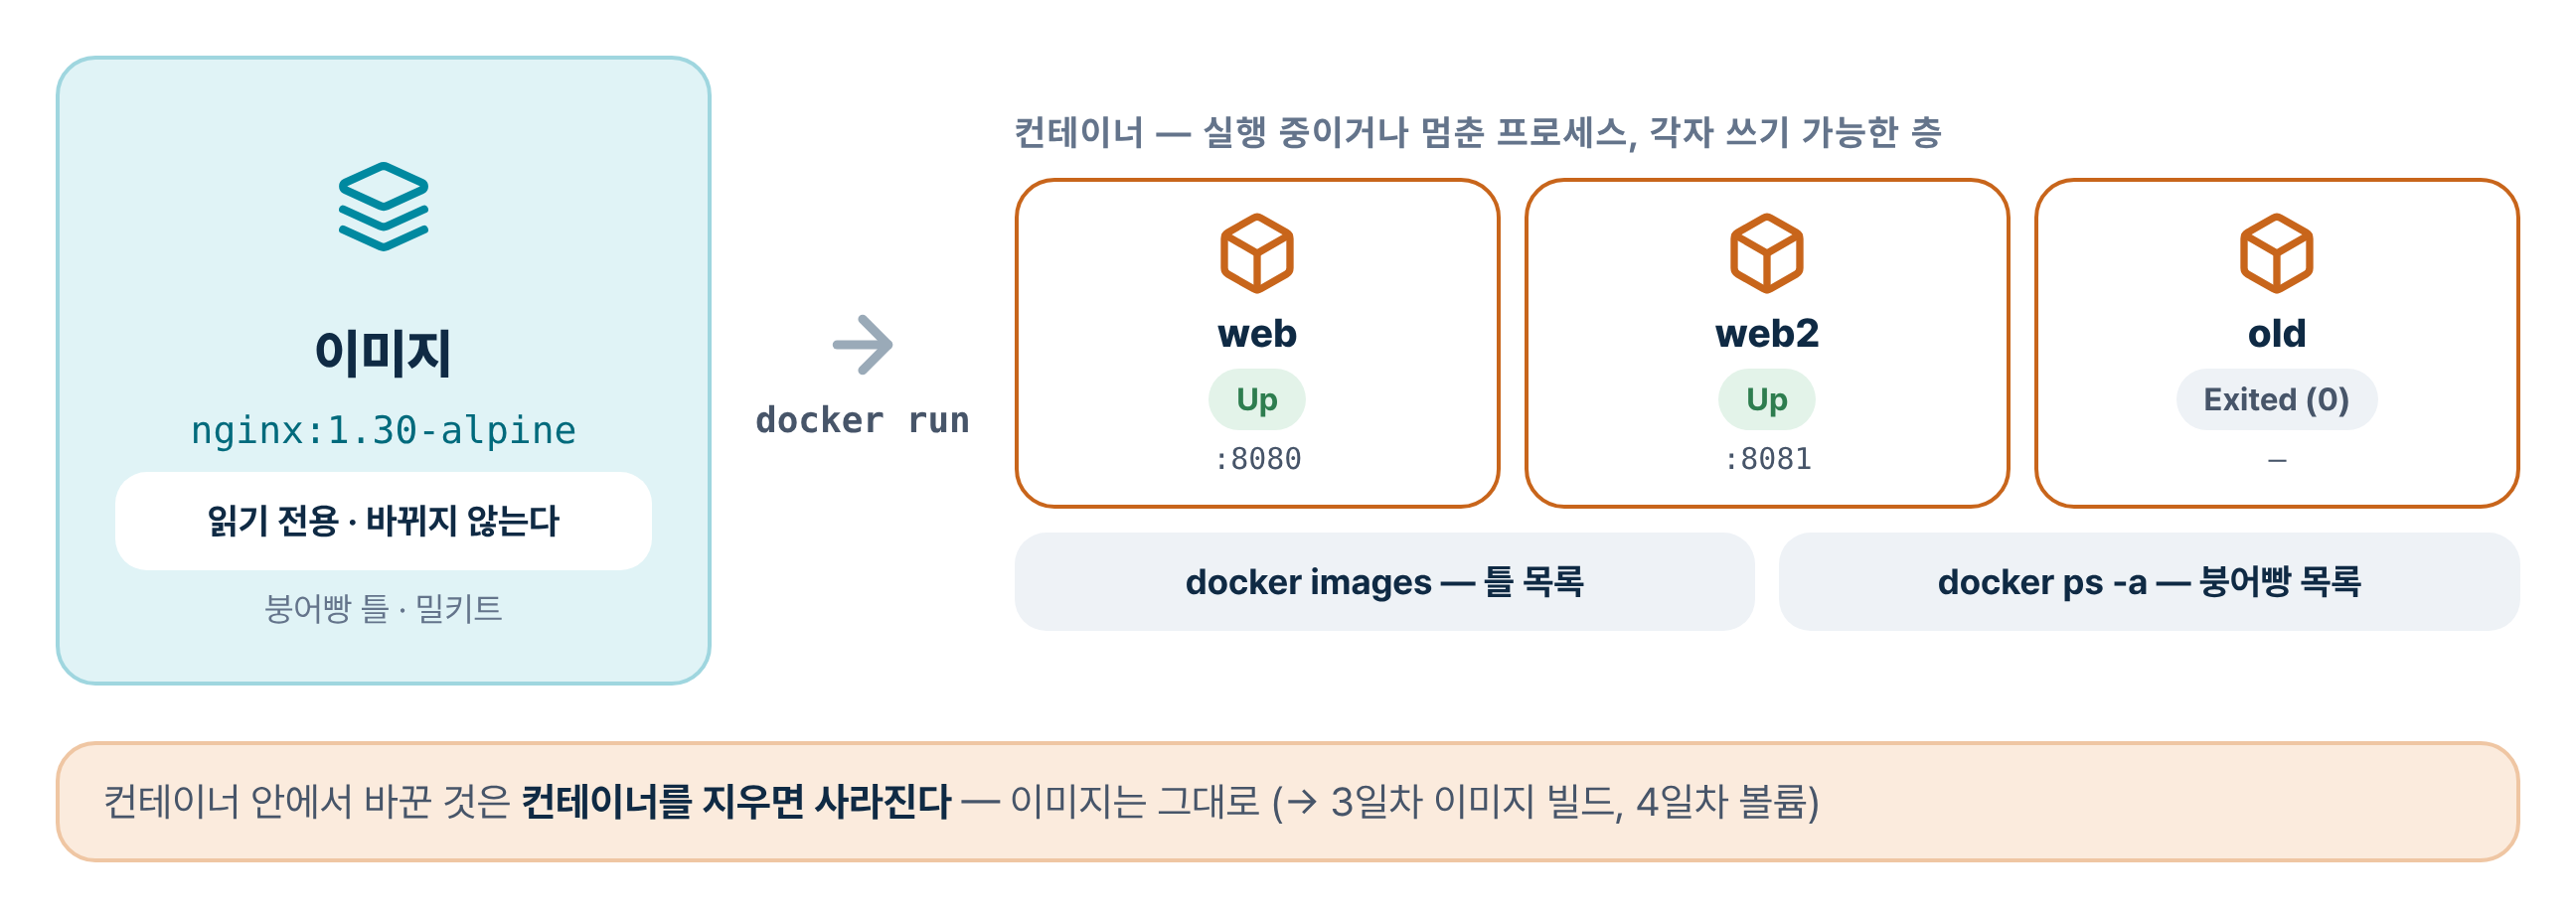 이미지
nginx:1.30-alpine
읽기 전용 · 바뀌지 않는다
붕어빵 틀 · 밀키트
docker run
컨테이너 — 실행 중이거나 멈춘 프로세스, 각자 쓰기 가능한 층
web
Up
:8080
web2
Up
:8081
old
Exited (0)
—
docker images — 틀 목록
docker ps -a — 붕어빵 목록
컨테이너 안에서 바꾼 것은 컨테이너를 지우면 사라진다 — 이미지는 그대로 (→ 3일차 이미지 빌드, 4일차 볼륨)